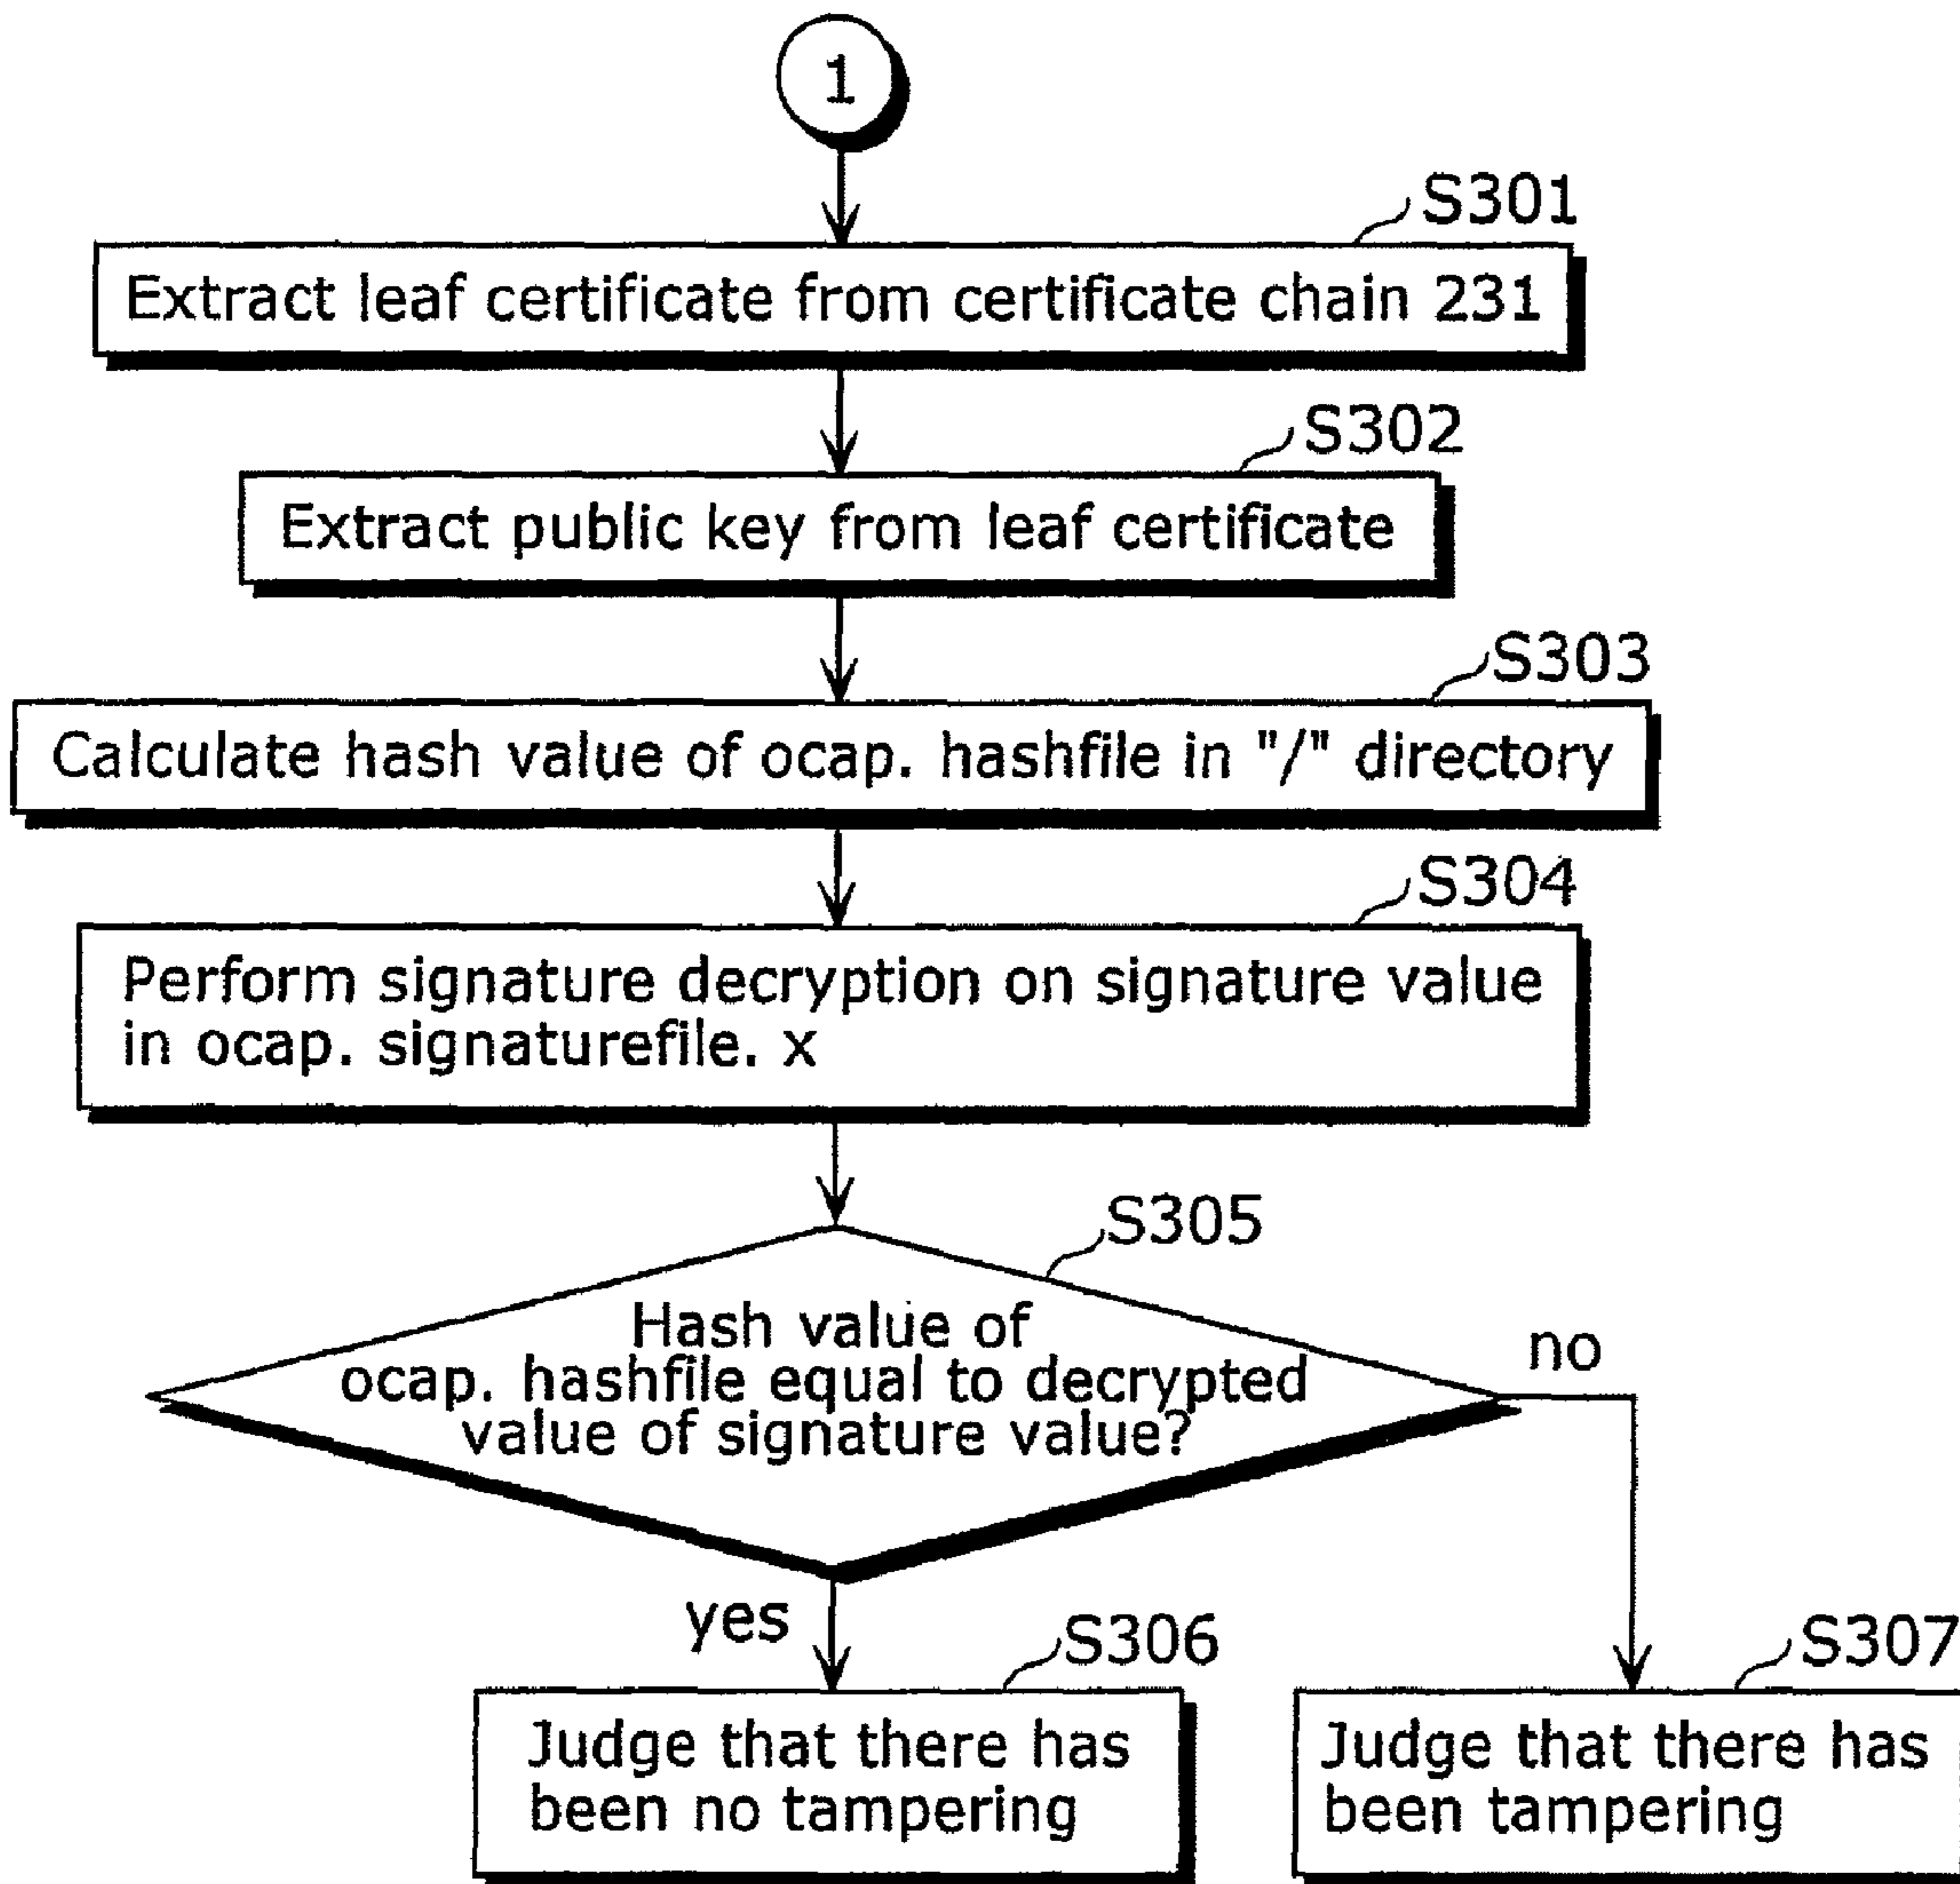 1
S301
Extract leaf certificate from certificate chain 231
S302
Extract public key from leaf certificate
S303
Calculate hash value of ocap. hashfile in "/" directory
S304
Perform signature decryption on signature value
in ocap. signaturefile. x
S305
Hash value of
ocap. hashfile equal to decrypted
value of signature value?
no
yes
S306
Judge that there has
been no tampering
S307
Judge that there has
been tampering